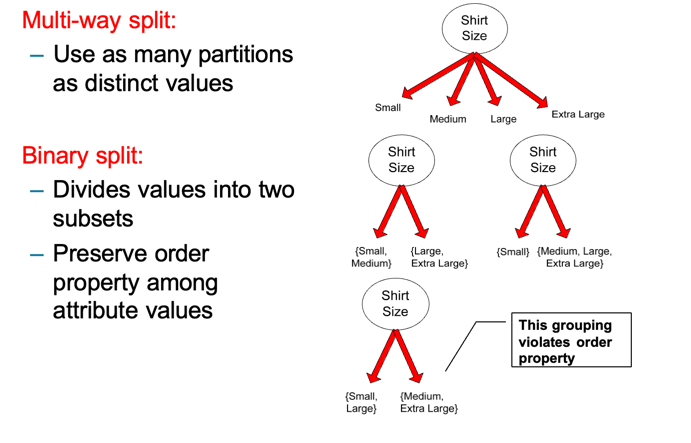 Multi-way split:
– Use as many partitions
as distinct values
Shirt
Size
Small
Medium
Large
Extra Large
Binary split:
– Divides values into two
subsets
– Preserve order
property among
attribute values
Shirt
Size
{Small,
Medium}
{Large,
Extra Large}
Shirt
Size
{Small}
{Medium, Large,
Extra Large}
Shirt
Size
{Small,
Large}
{Medium,
Extra Large}
This grouping
violates order
property